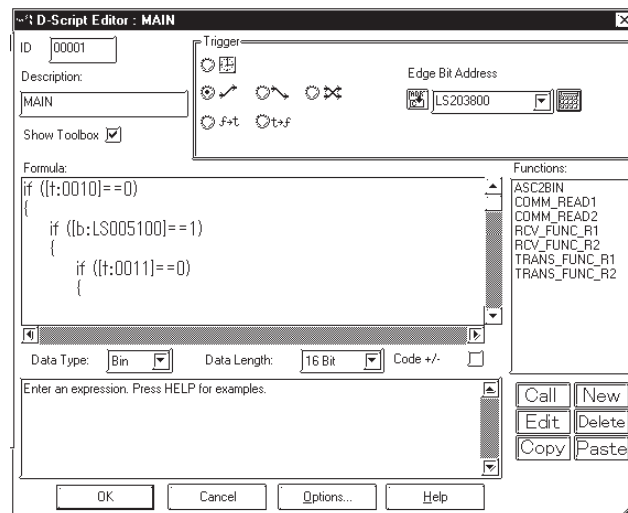 D-Script Editor : MAIN
ID 00001
Description:
MAIN
Show Toolbox
Trigger
f→t
t→f
Edge Bit Address
LS203800
Formula:
if ([t:0010]==0)
{
if ([b:LS005100]==1)
{
if ([t:0011]==0)
{
Functions:
ASC2BIN
COMM_READ1
COMM_READ2
RCV_FUNC_R1
RCV_FUNC_R2
TRANS_FUNC_R1
TRANS_FUNC_R2
Data Type: Bin Data Length: 16 Bit Code +/-
Enter an expression. Press HELP for examples.
Call New
Edit Delete
Copy Paste
OK Cancel Options... Help